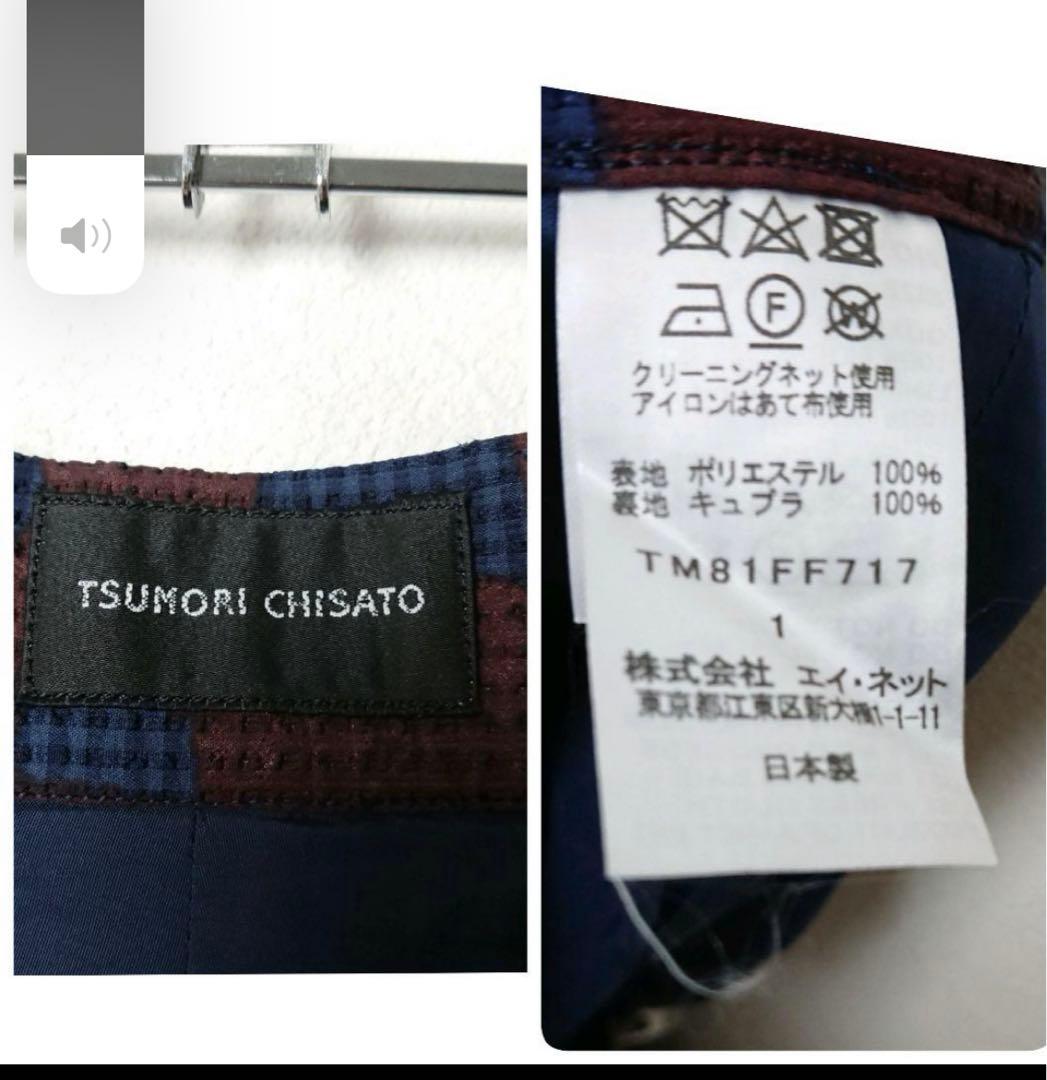 TSUMORI CHISATO
F
W
クリーニングネット使用
アイロンはあて布使用
表地 ポリエステル 100%
裏地 キュプラ 100%
TM81FF717
1
株式会社 エイ・ネット
東京都江東区新大橋1-1-11
日本製